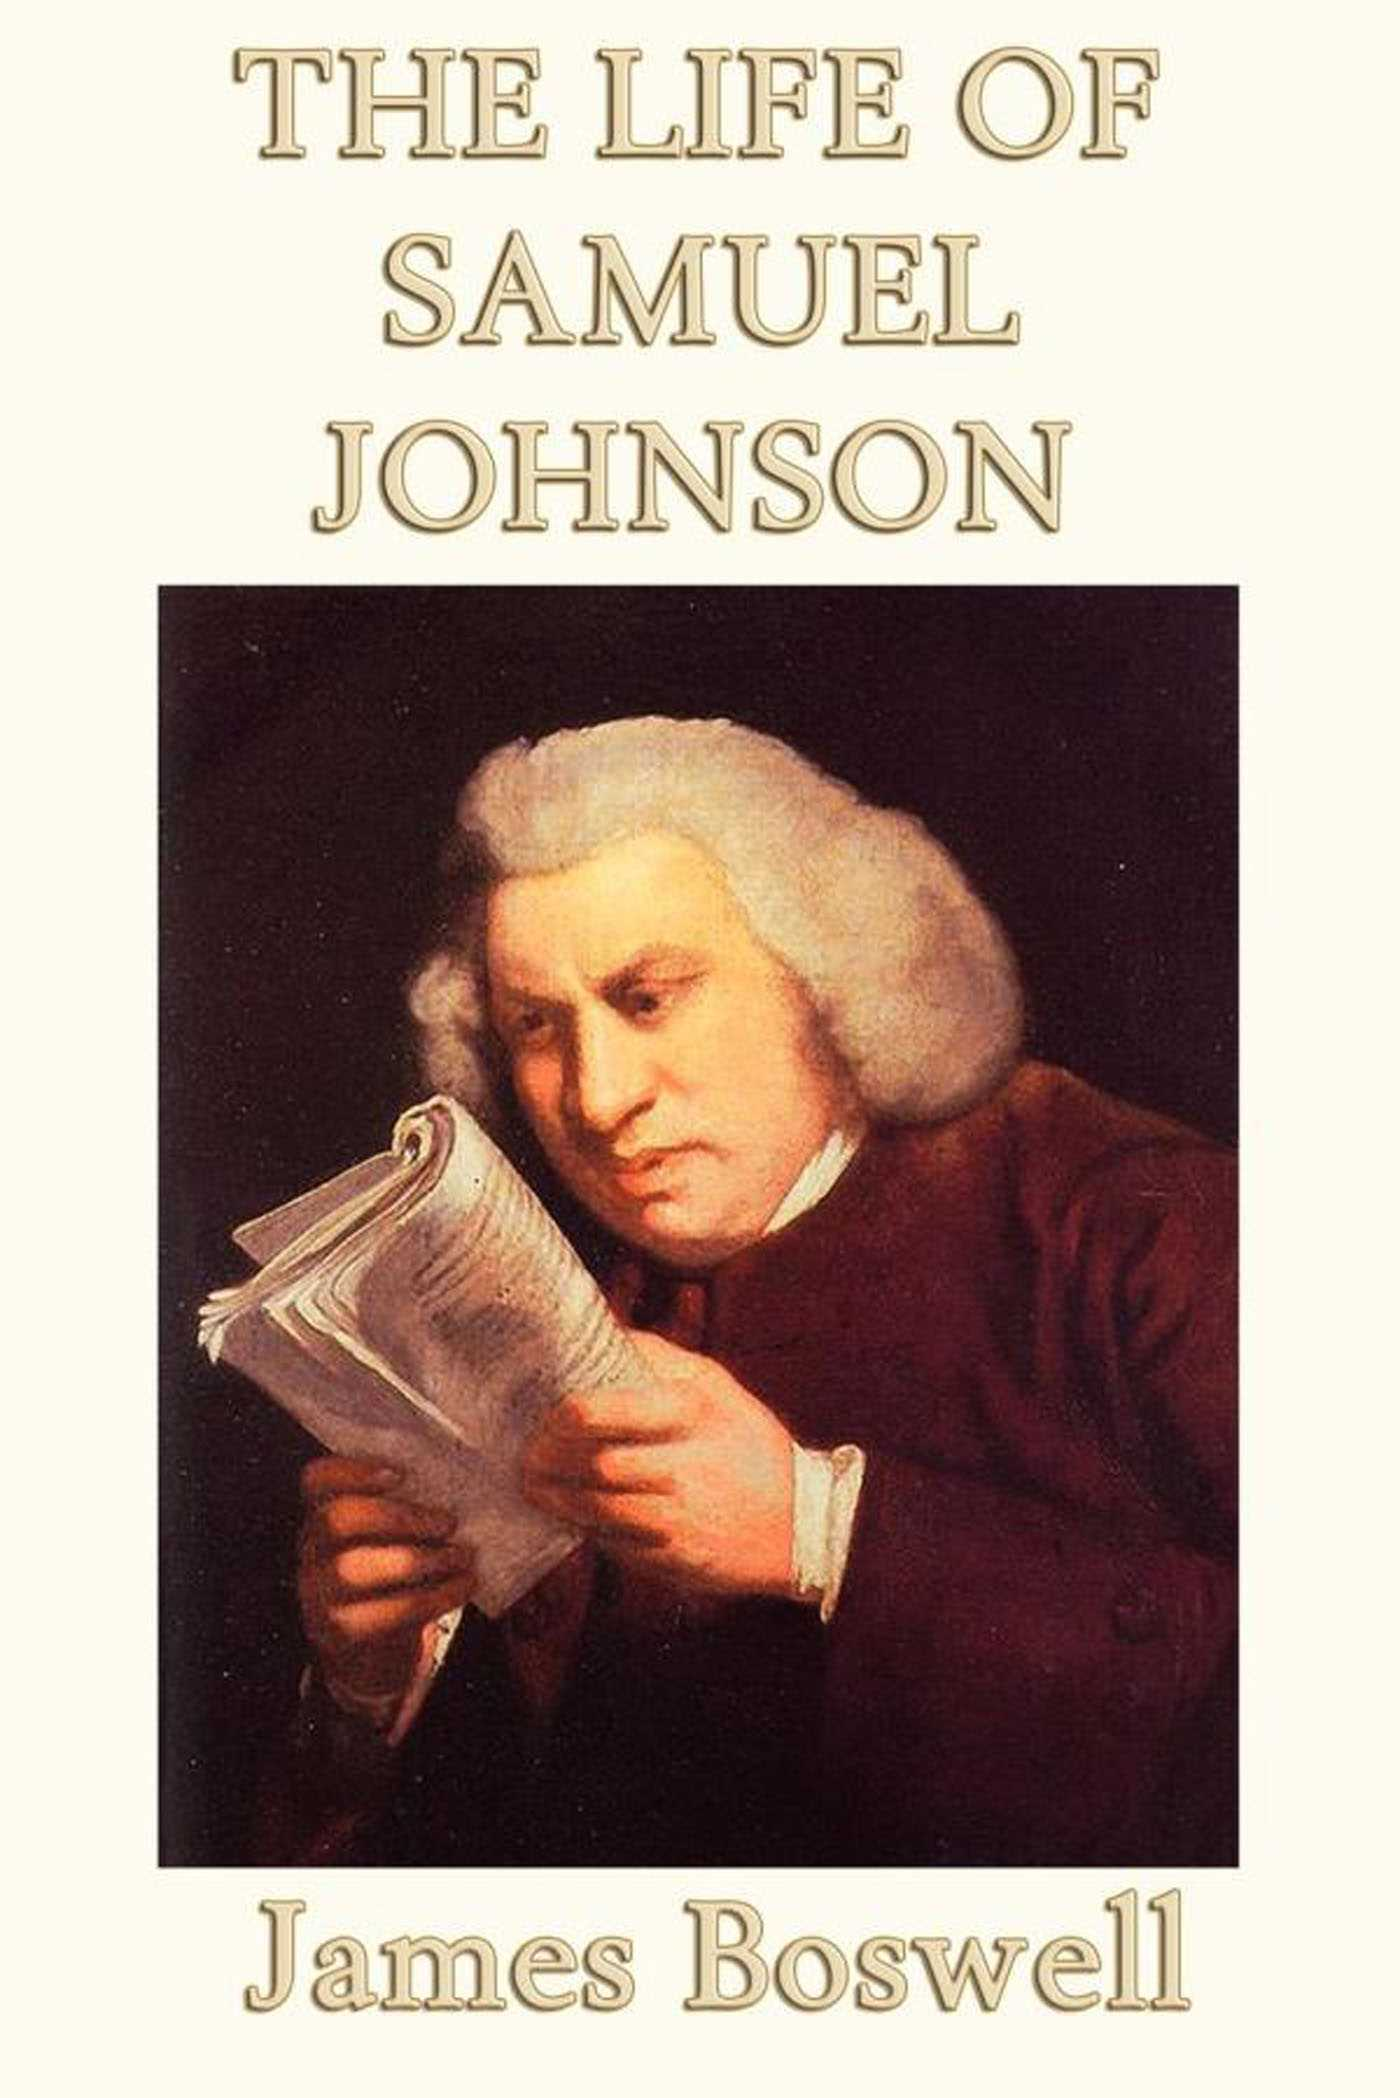 THE LIFE OF
SAMUEL
JOHNSON
James Boswell